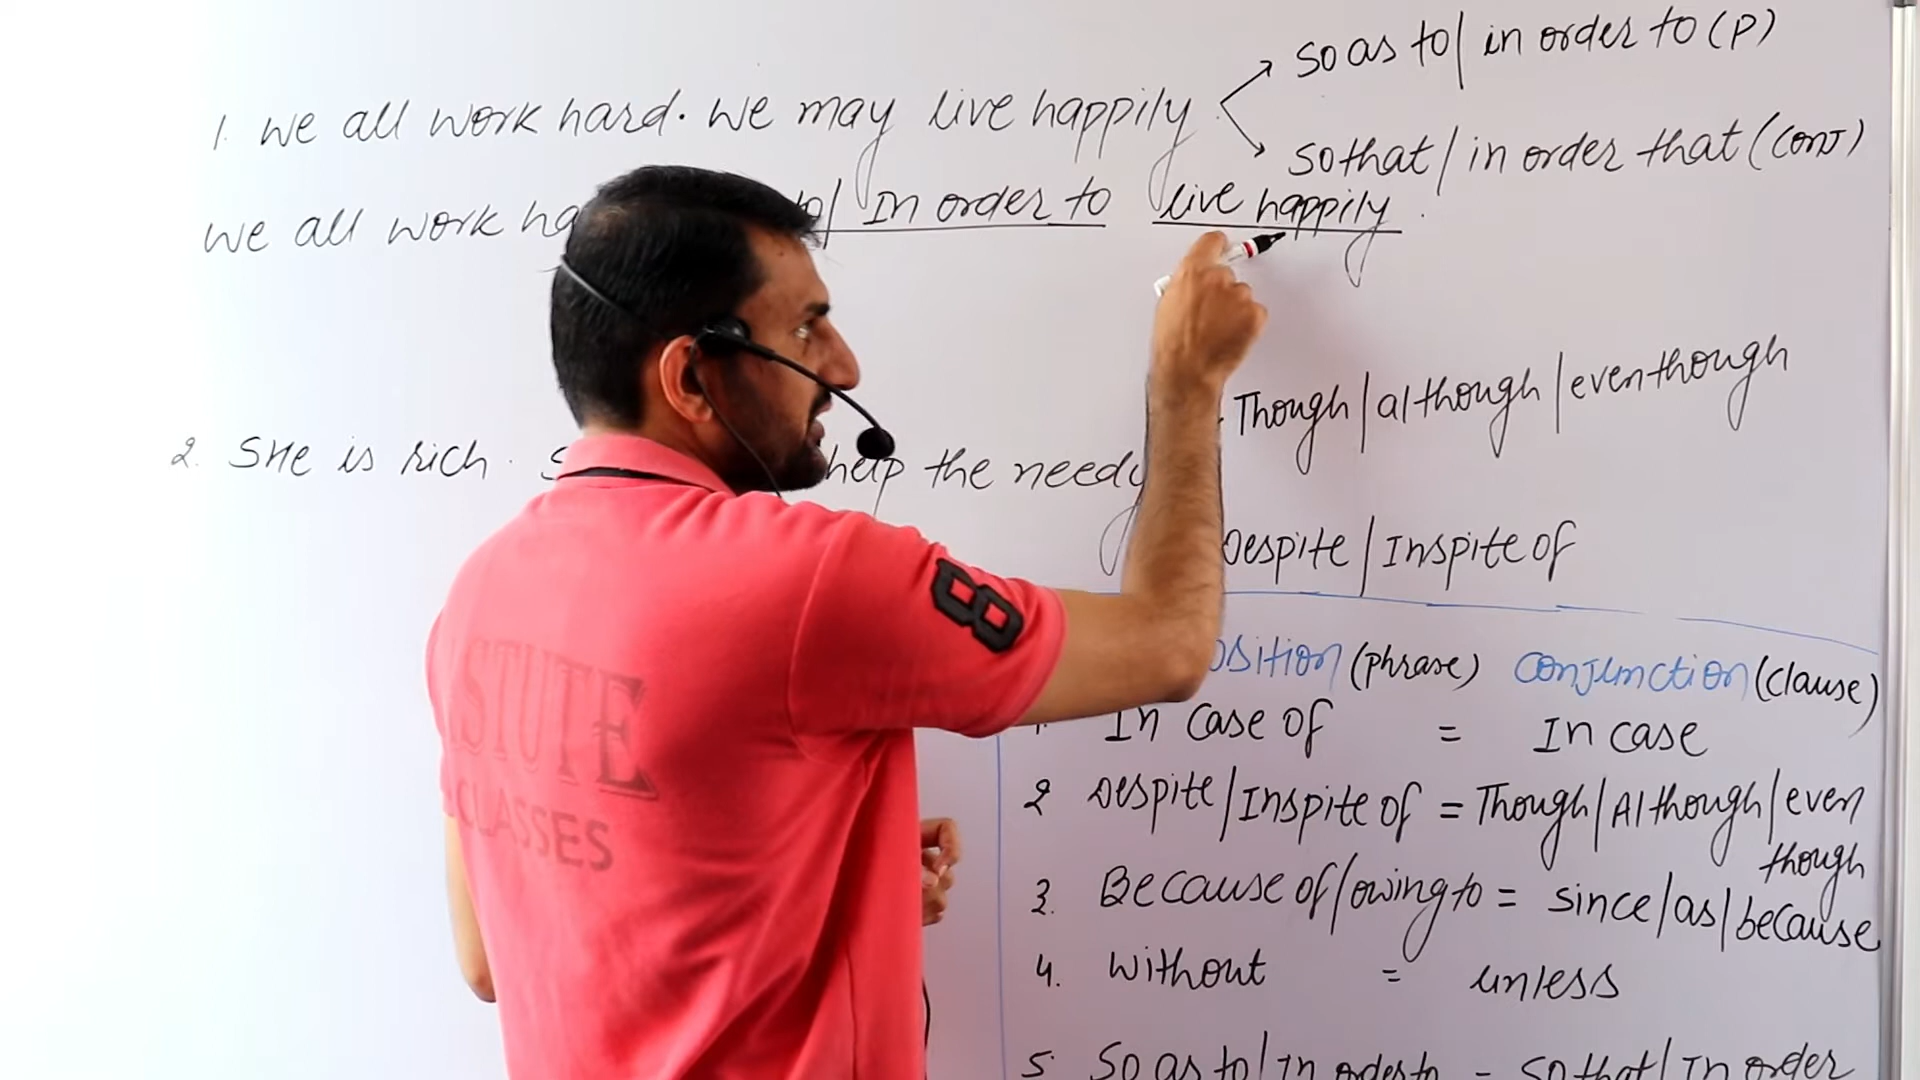 so as to/ in order to (P)
1. We all work hard. We may live happily
so that/ in order that (conj)
We all work to/ In order to live happily.
Though/although/eventhough
2. SHe is rich. help the needy
Despite/Inspite of
(phrase) conjunction (clause)
1. In case of = In case
2 Despite/Inspite of = Though/Although/even
though
3. Because of/owing to = since/as/because
4. without = unless
5. So as to/In order to = so that/In order
8
STUTE
CLASSES